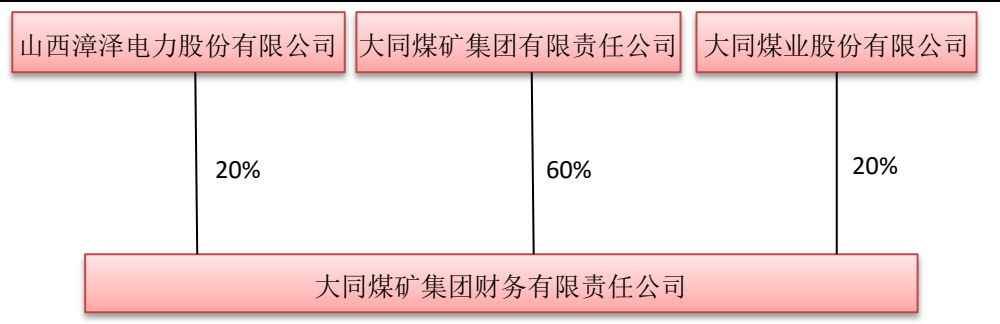 山西漳泽电力股份有限公司
大同煤矿集团有限责任公司
大同煤业股份有限公司
20%
60%
20%
大同煤矿集团财务有限责任公司